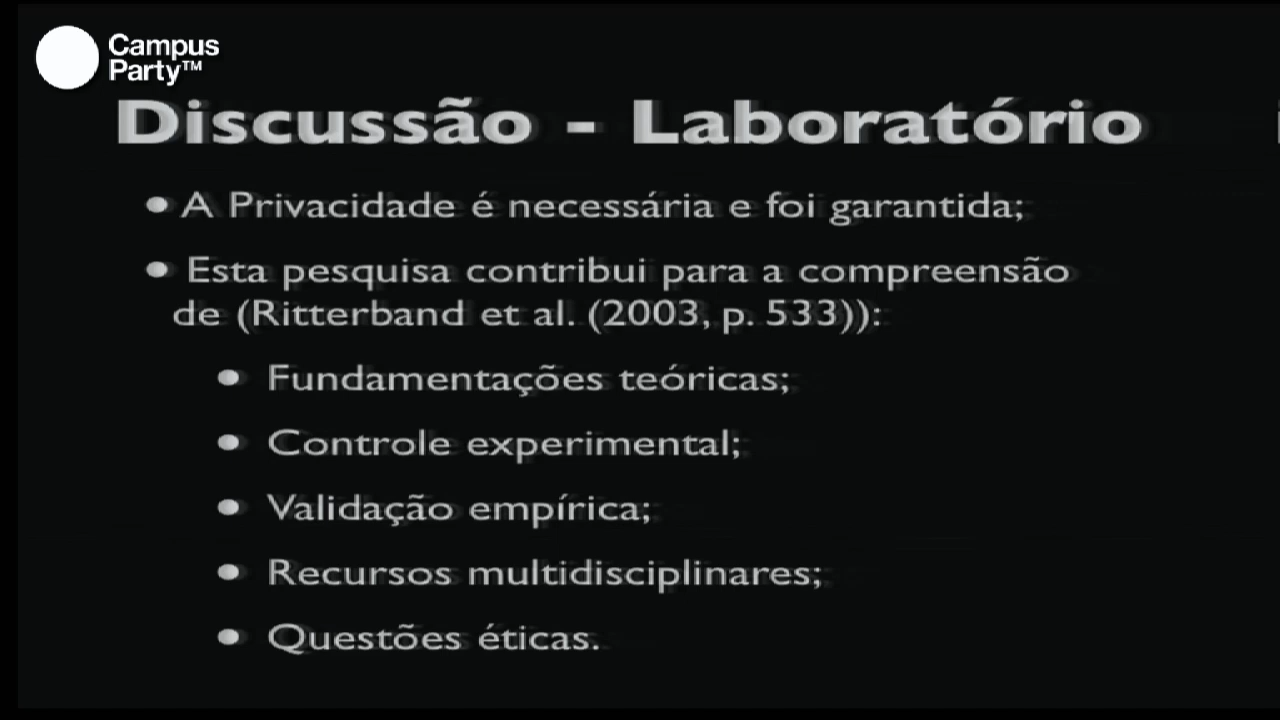 Campus
Party™
Discussão - Laboratório
• A Privacidade é necessária e foi garantida;
• Esta pesquisa contribui para a compreensão
de (Ritterband et al. (2003, p. 533)):
• Fundamentações teóricas;
• Controle experimental;
• Validação empírica;
• Recursos multidisciplinares;
• Questões éticas.